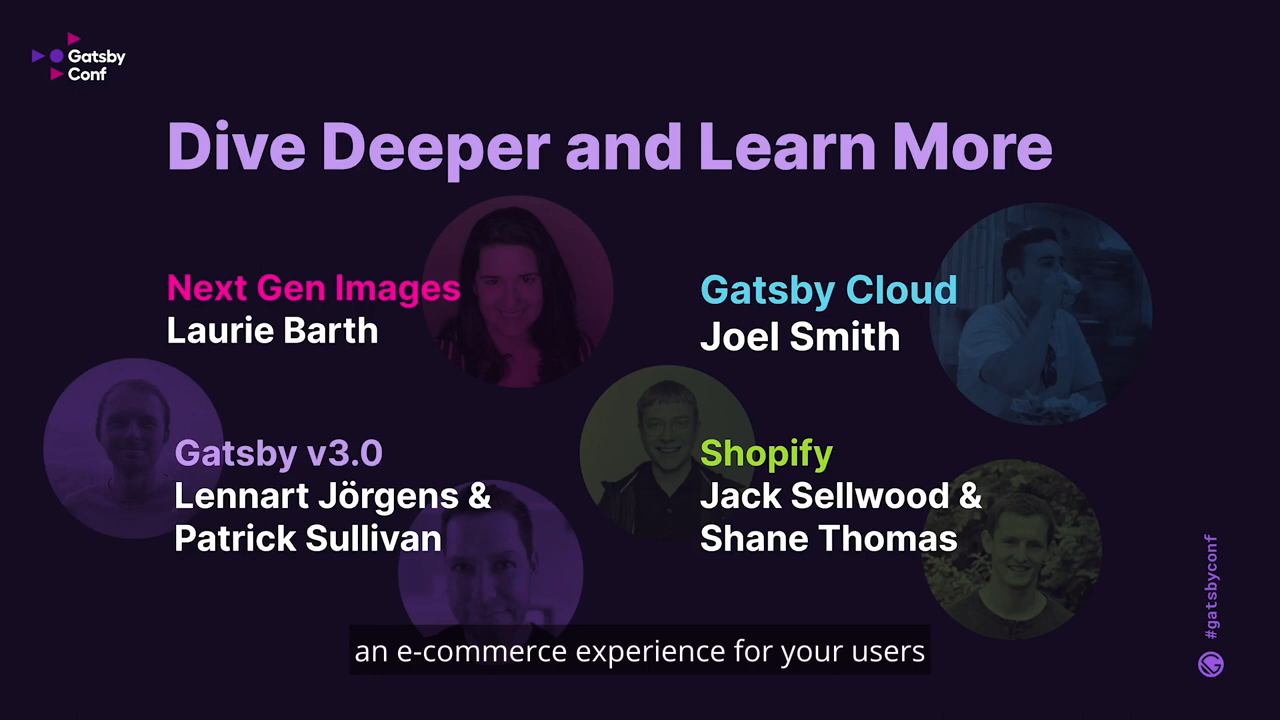 Gatsby
Conf
Dive Deeper and Learn More
Next Gen Images
Laurie Barth
Gatsby Cloud
Joel Smith
Gatsby v3.0
Lennart Jörgens &
Patrick Sullivan
Shopify
Jack Sellwood &
Shane Thomas
#gatsbyconf
an e-commerce experience for your users